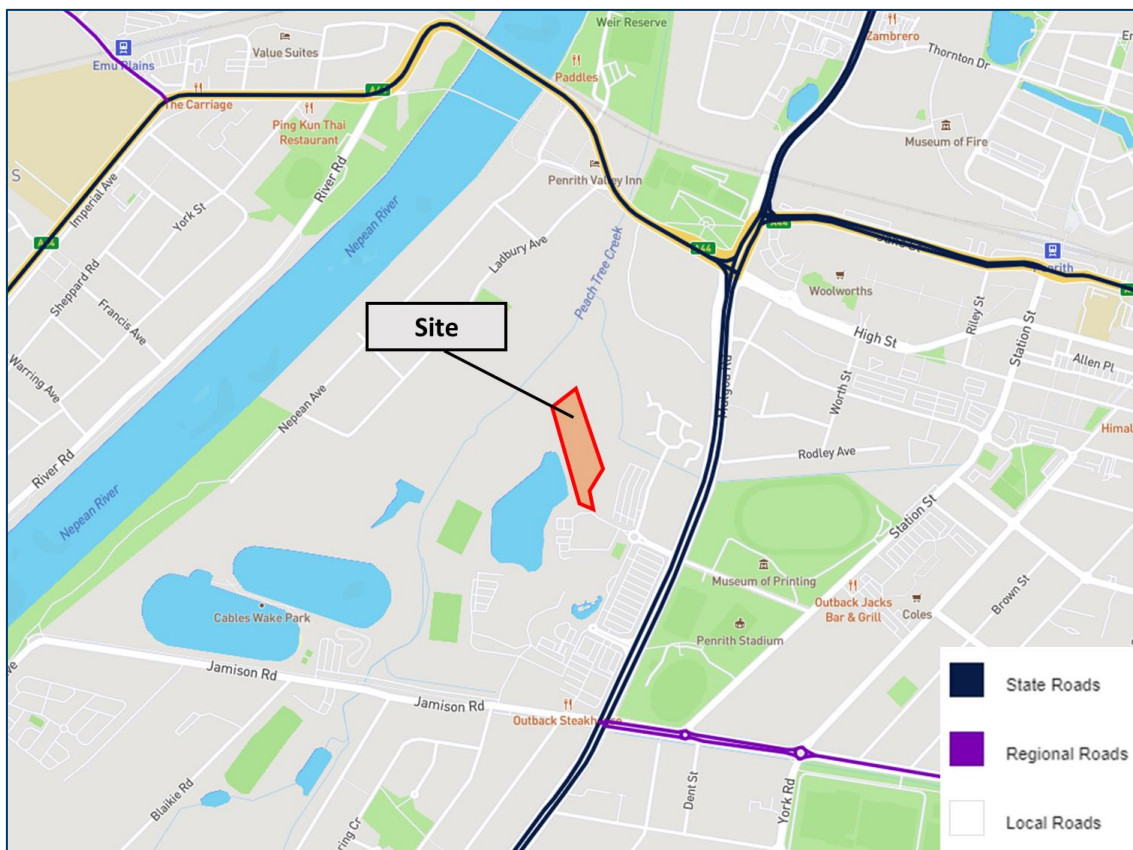 Weir Reserve
Zambrero
Thornton Dr
Value Suites
Emu Plains
Paddles
The Carriage
A44
Ping Kun Thai
Restaurant
River Rd
Museum of Fire
S
Imperial Ave
York St
Penrith Valley Inn
Nepean River
A44
Ladbury Ave
Peach Tree Creek
A44
A44
Penrith
Woolworths
Sheppard Rd
Francis Ave
Riley St
Station St
High St
Allen Pl
Site
Warring Ave
Nepean Ave
Mulgoa Rd
Worth St
Rodley Ave
River Rd
Nepean River
Station St
Museum of Printing
Outback Jacks
Bar & Grill
Coles
Brown St
Cables Wake Park
Penrith Stadium
Jamison Rd
Jamison Rd
Outback Steakhouse
Dent St
York Rd
Blaikie Rd
State Roads
Regional Roads
Local Roads